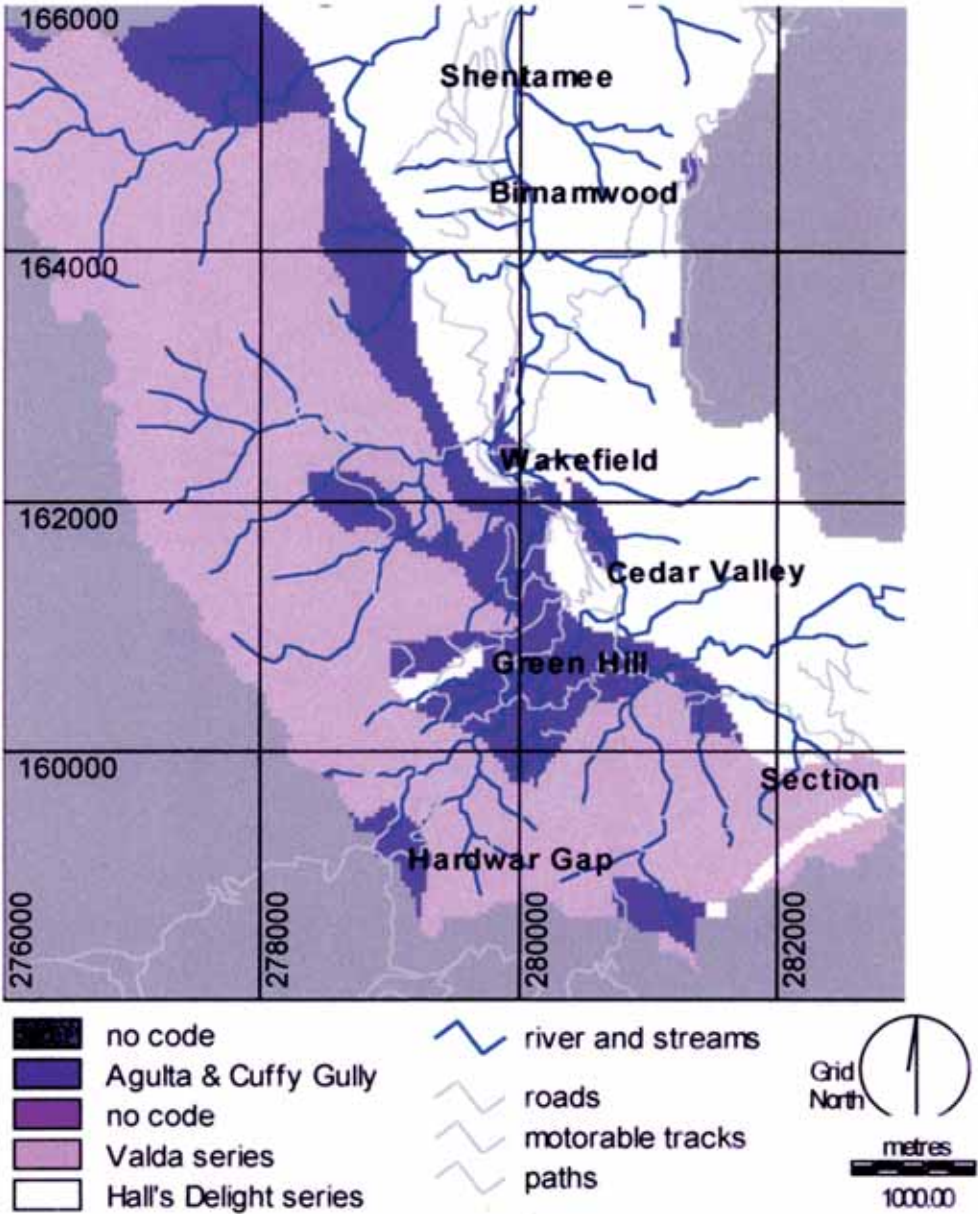 166000
Shentamee
Birnamwood
164000
Wakefield
162000
Cedar Valley
Green Hill
160000
Section
Hardwar Gap
276000
278000
280000
282000
no code
Agulta & Cuffy Gully
no code
Valda series
Hall's Delight series
river and streams
roads
motorable tracks
paths
Grid
North
metres
1000.00